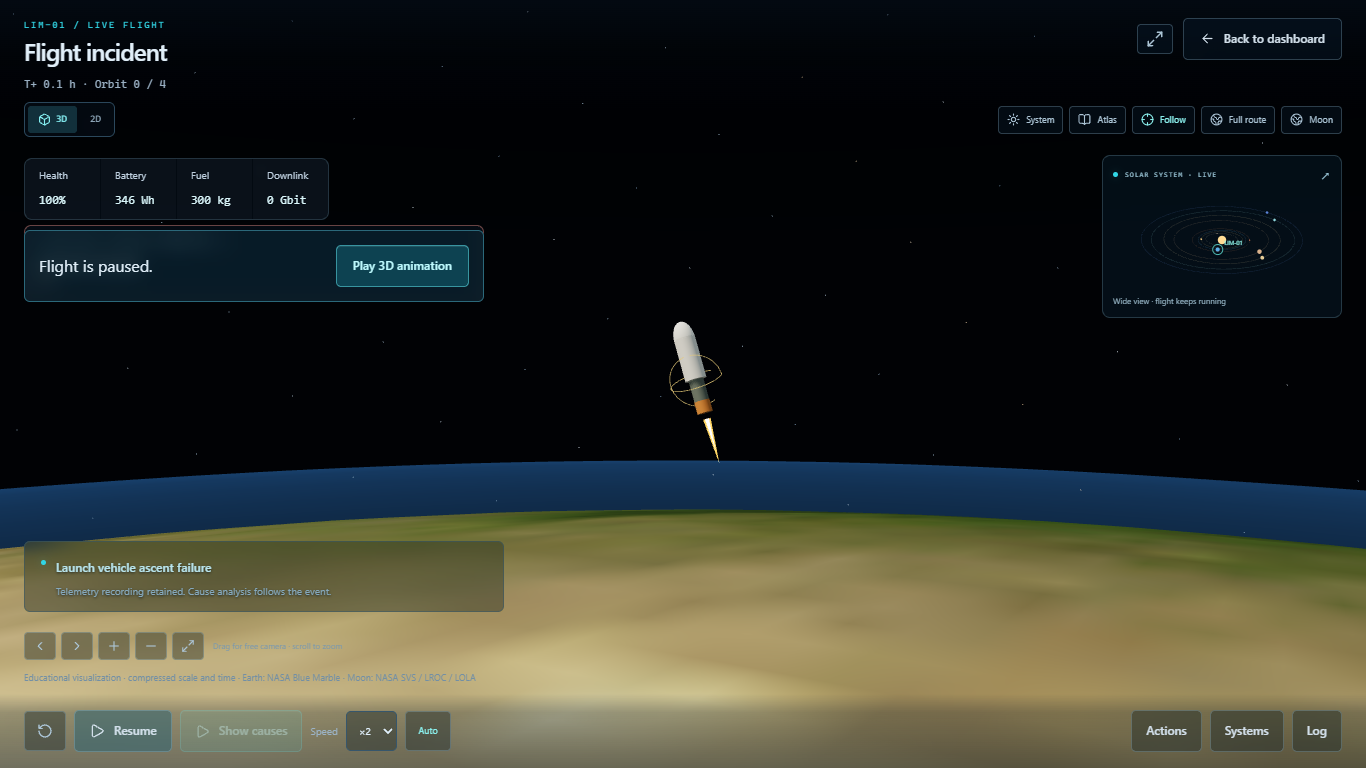 LIM-01 / LIVE FLIGHT
Flight incident
T+ 0.1 h · Orbit 0 / 4
Back to dashboard
3D 2D
System Atlas Follow Full route Moon
Health Battery Fuel Downlink
100% 346 Wh 300 kg 0 Gbit
SOLAR SYSTEM · LIVE
LIM-01
Wide view · flight keeps running
Flight is paused.
Play 3D animation
Launch vehicle ascent failure
Telemetry recording retained. Cause analysis follows the event.
Drag for free camera · scroll to zoom
Educational visualization · compressed scale and time · Earth: NASA Blue Marble · Moon: NASA SVS / LROC / LOLA
Resume Show causes Speed ×2 Auto
Actions Systems Log